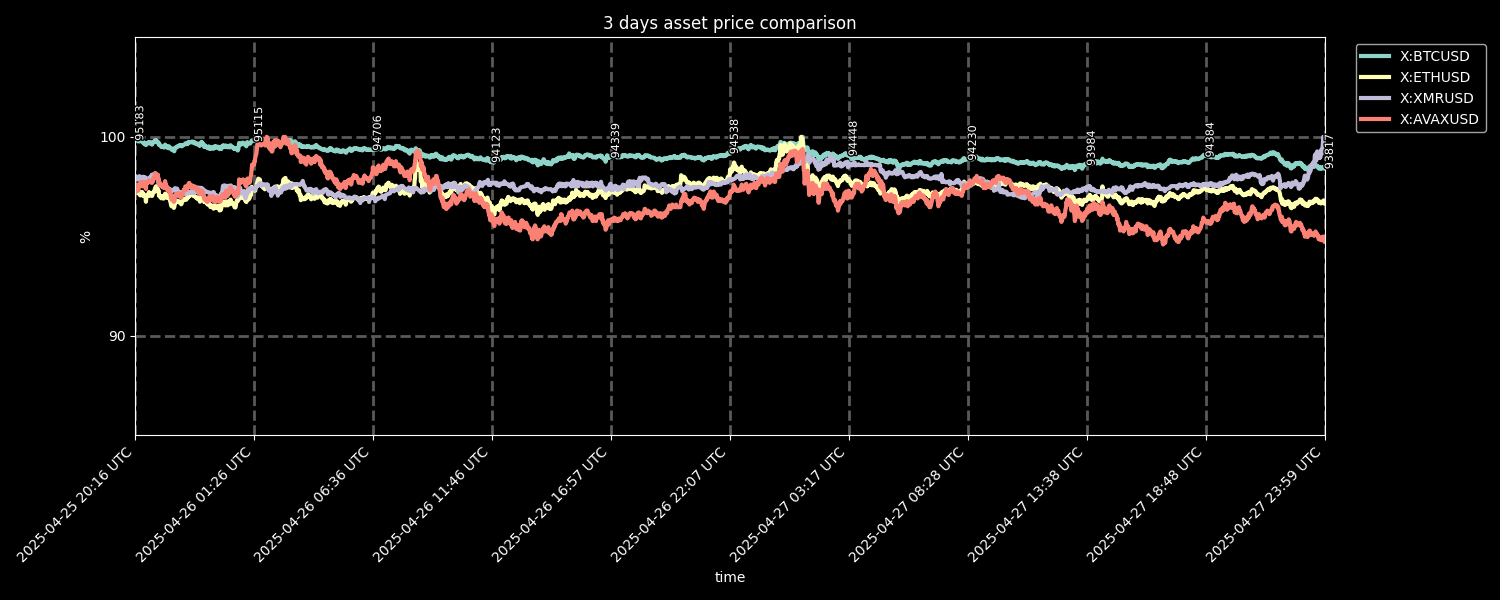 3 days asset price comparison
X:BTCUSD
X:ETHUSD
X:XMRUSD
X:AVAXUSD
95183
95115
94706
94123
94339
94538
94448
94230
93984
94384
93817
100
90
%
2025-04-25 20:16 UTC
2025-04-26 01:26 UTC
2025-04-26 06:36 UTC
2025-04-26 11:46 UTC
2025-04-26 16:57 UTC
2025-04-26 22:07 UTC
2025-04-27 03:17 UTC
2025-04-27 08:28 UTC
2025-04-27 13:38 UTC
2025-04-27 18:48 UTC
2025-04-27 23:59 UTC
time